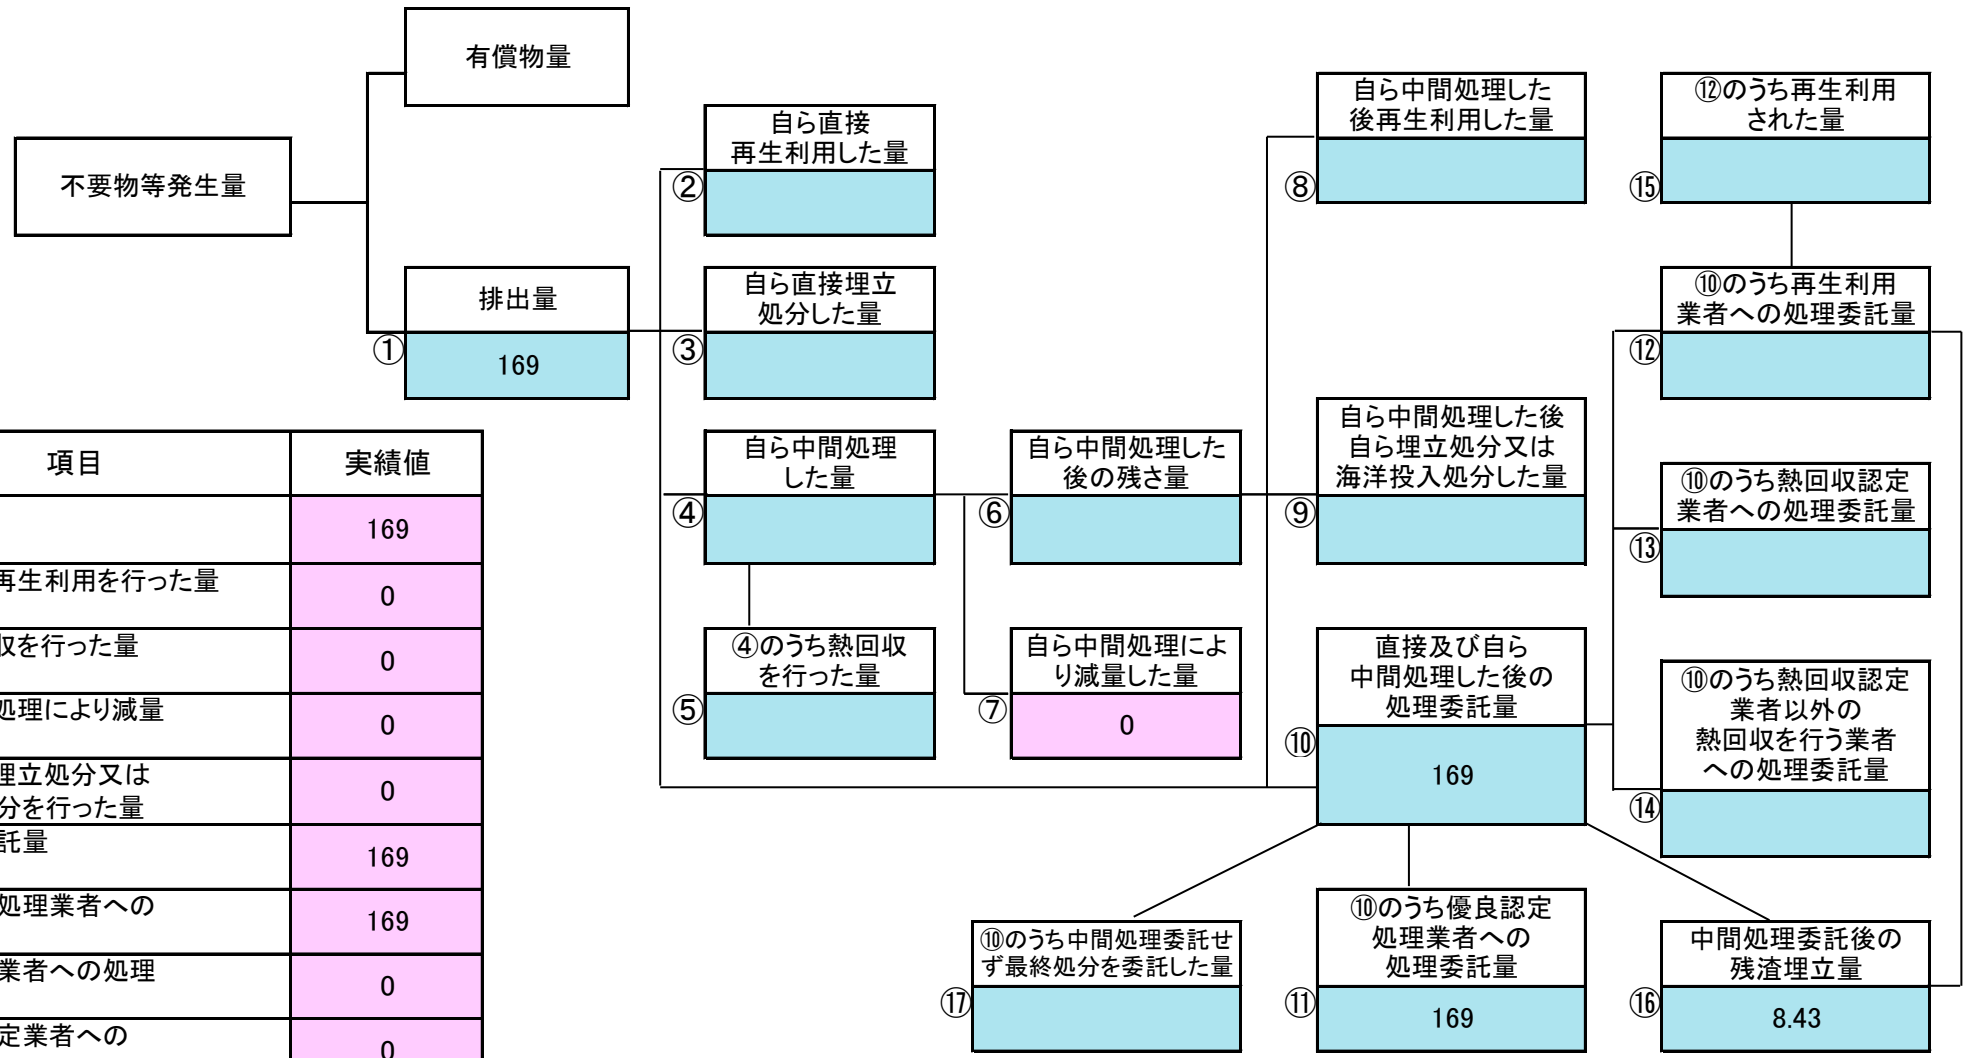 有償物量
不要物等発生量
自ら直接
再生利用した量
②
自ら中間処理した
後再生利用した量
⑧
⑫のうち再生利用
された量
⑮
排出量
①
169
自ら直接埋立
処分した量
③
⑩のうち再生利用
業者への処理委託量
⑫
自ら中間処理
した量
④
自ら中間処理した
後の残さ量
⑥
自ら中間処理した後
自ら埋立処分又は
海洋投入処分した量
⑨
⑩のうち熱回収認定
業者への処理委託量
⑬
④のうち熱回収
を行った量
⑤
自ら中間処理によ
り減量した量
⑦
0
直接及び自ら
中間処理した後の
処理委託量
⑩
169
⑩のうち熱回収認定
業者以外の
熱回収を行う業者
への処理委託量
⑭
⑩のうち中間処理委託せ
ず最終処分を委託した量
⑰
⑩のうち優良認定
処理業者への
処理委託量
⑪
169
中間処理委託後の
残渣埋立量
⑯
8.43
項目 実績値
169
再生利用を行った量 0
収を行った量 0
処理により減量 0
埋立処分又は
分を行った量 0
託量 169
処理業者への 169
業者への処理 0
定業者への 0